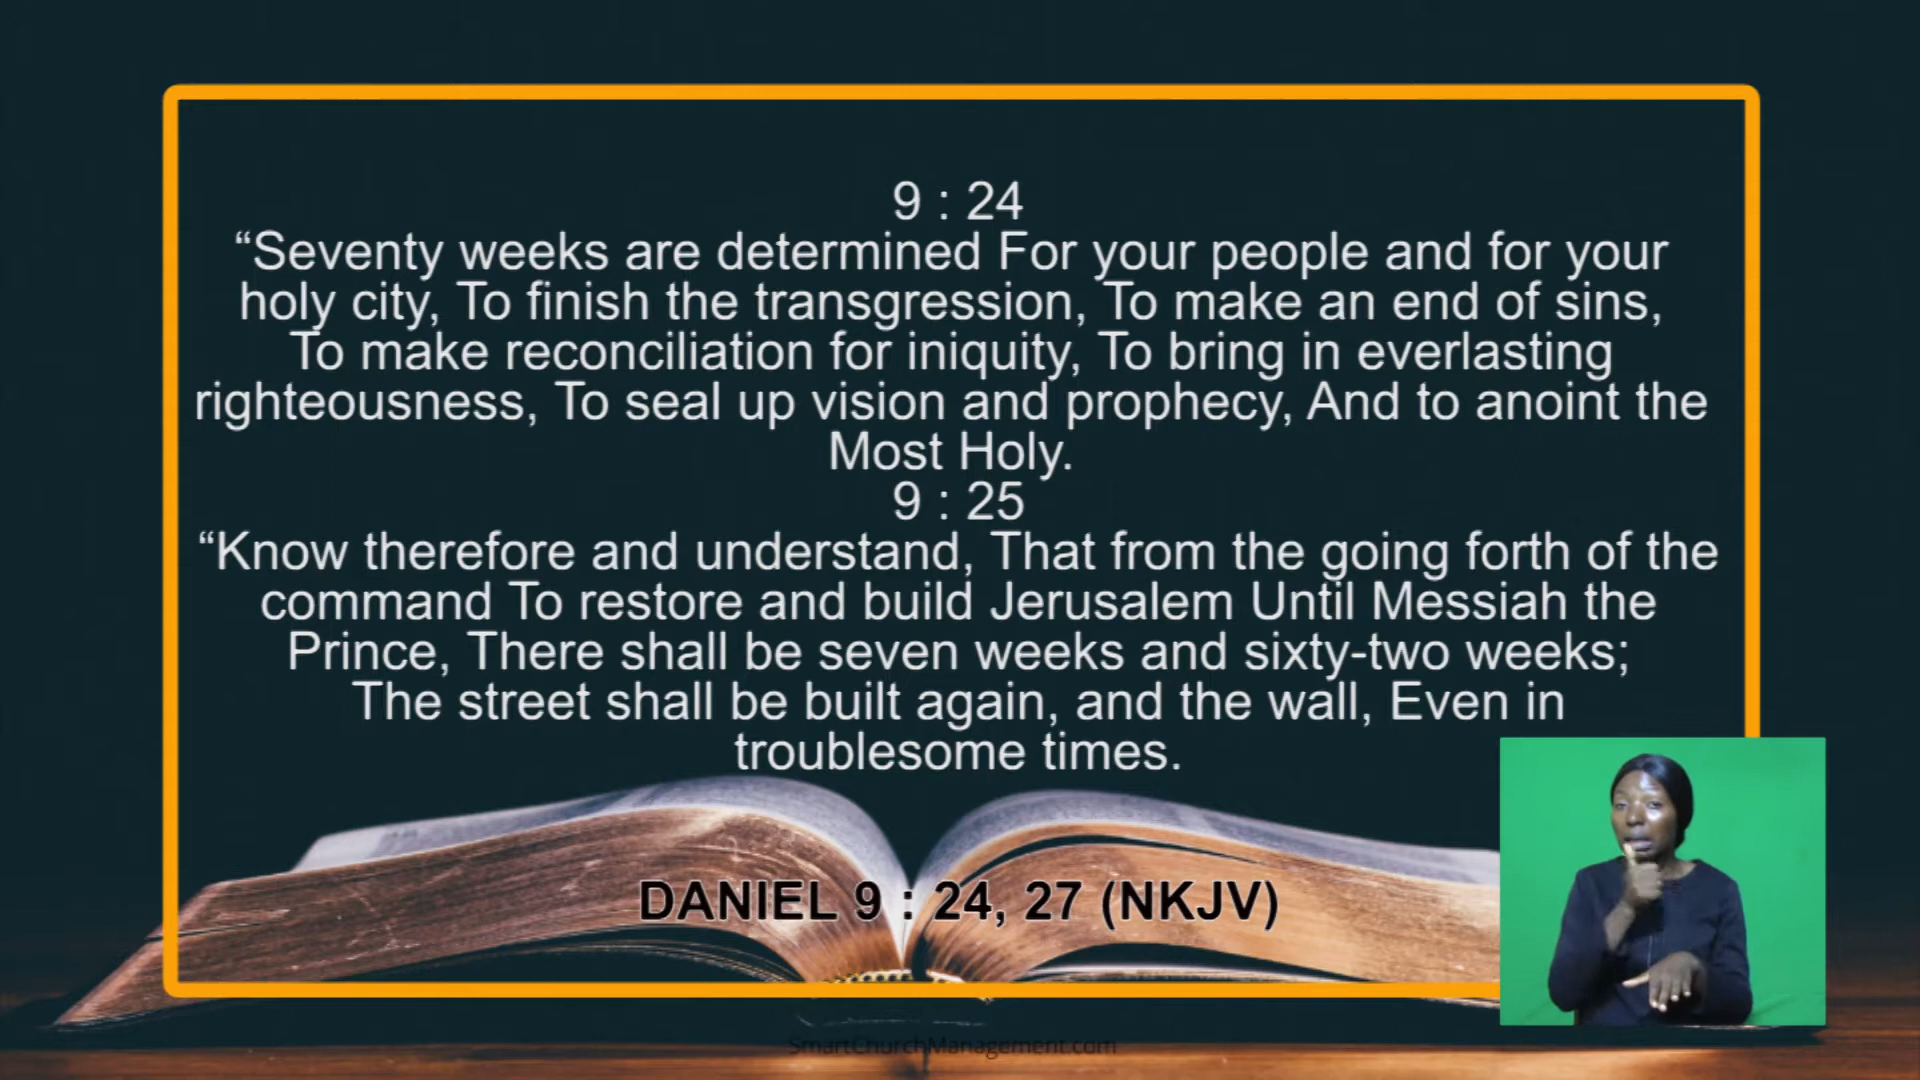 9 : 24
“Seventy weeks are determined For your people and for your
holy city, To finish the transgression, To make an end of sins,
To make reconciliation for iniquity, To bring in everlasting
righteousness, To seal up vision and prophecy, And to anoint the
Most Holy.
9 : 25
“Know therefore and understand, That from the going forth of the
command To restore and build Jerusalem Until Messiah the
Prince, There shall be seven weeks and sixty-two weeks;
The street shall be built again, and the wall, Even in
troublesome times.
DANIEL 9 : 24, 27 (NKJV)
SmartChurchManagement.com